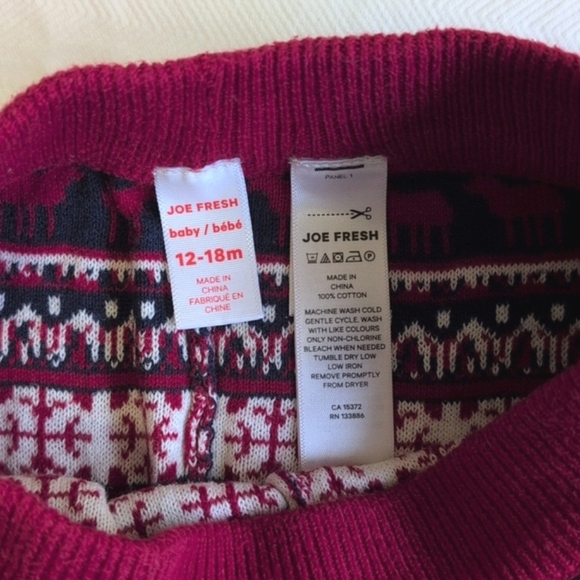 JOE FRESH
baby / bébé
12-18m
MADE IN
CHINA
FABRIQUÉ EN
CHINE
PANEL 1
JOE FRESH
MADE IN
CHINA
100% COTTON
MACHINE WASH COLD
GENTLE CYCLE, WASH
WITH LIKE COLOURS
ONLY NON-CHLORINE
BLEACH WHEN NEEDED
TUMBLE DRY LOW
LOW IRON
REMOVE PROMPTLY
FROM DRYER
CA 15372
RN 133886